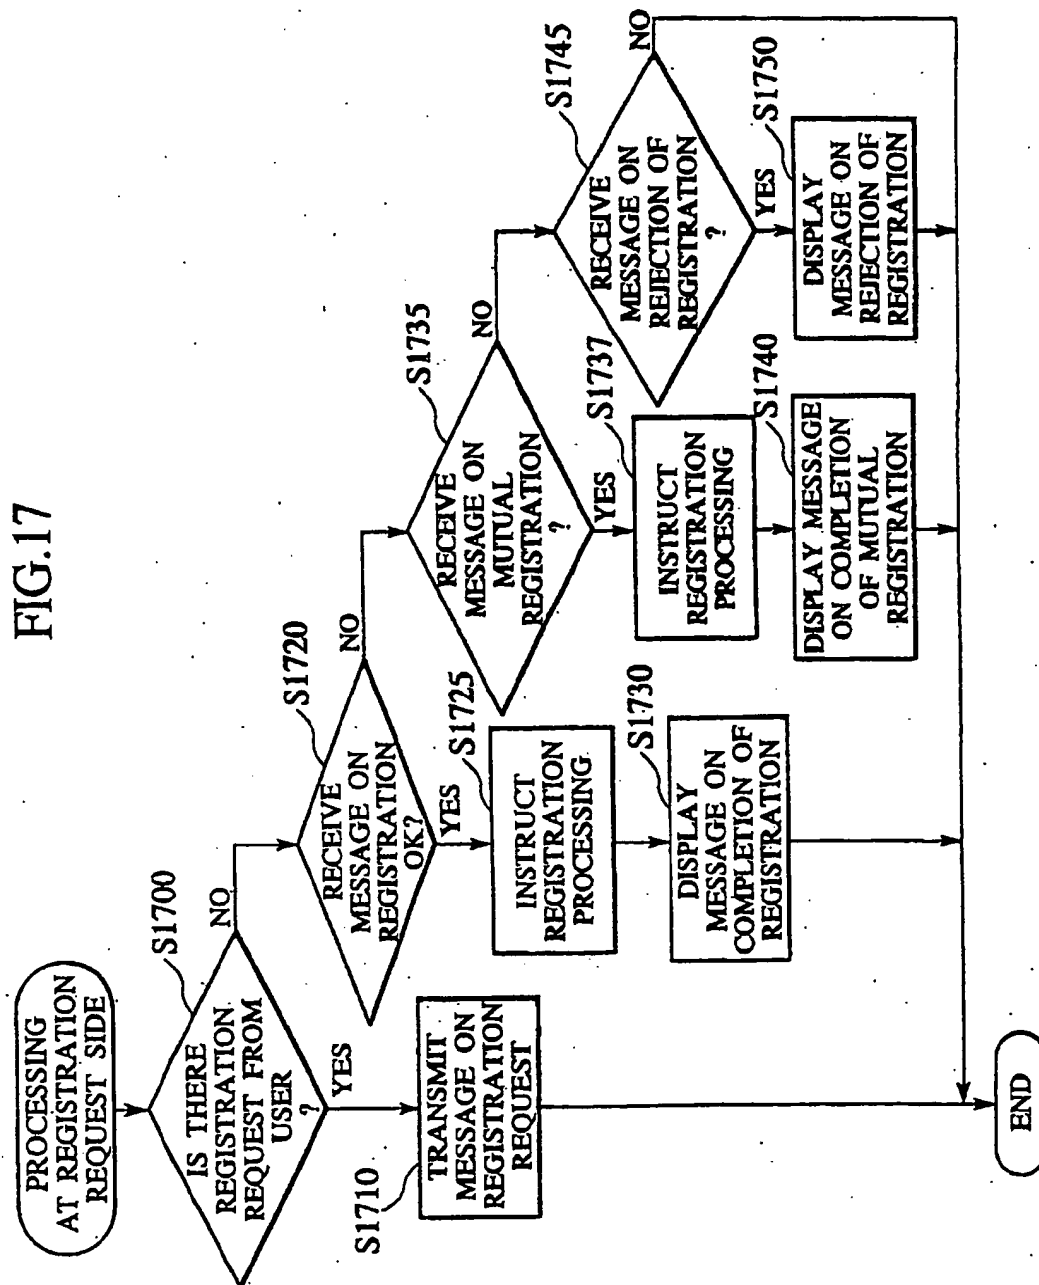 FIG.17
PROCESSING
AT REGISTRATION
REQUEST SIDE
S1700
IS THERE
REGISTRATION
REQUEST FROM
USER
?
NO
YES
S1710
TRANSMIT
MESSAGE ON
REGISTRATION
REQUEST
S1720
RECEIVE
MESSAGE ON
REGISTRATION
OK?
NO
YES
S1725
INSTRUCT
REGISTRATION
PROCESSING
S1730
DISPLAY
MESSAGE ON
COMPLETION OF
REGISTRATION
S1735
RECEIVE
MESSAGE ON
MUTUAL
REGISTRATION
?
NO
YES
S1737
INSTRUCT
REGISTRATION
PROCESSING
S1740
DISPLAY MESSAGE
ON COMPLETION
OF MUTUAL
REGISTRATION
S1745
RECEIVE
MESSAGE ON
REJECTION OF
REGISTRATION
?
NO
YES
S1750
DISPLAY
MESSAGE ON
REJECTION OF
REGISTRATION
END